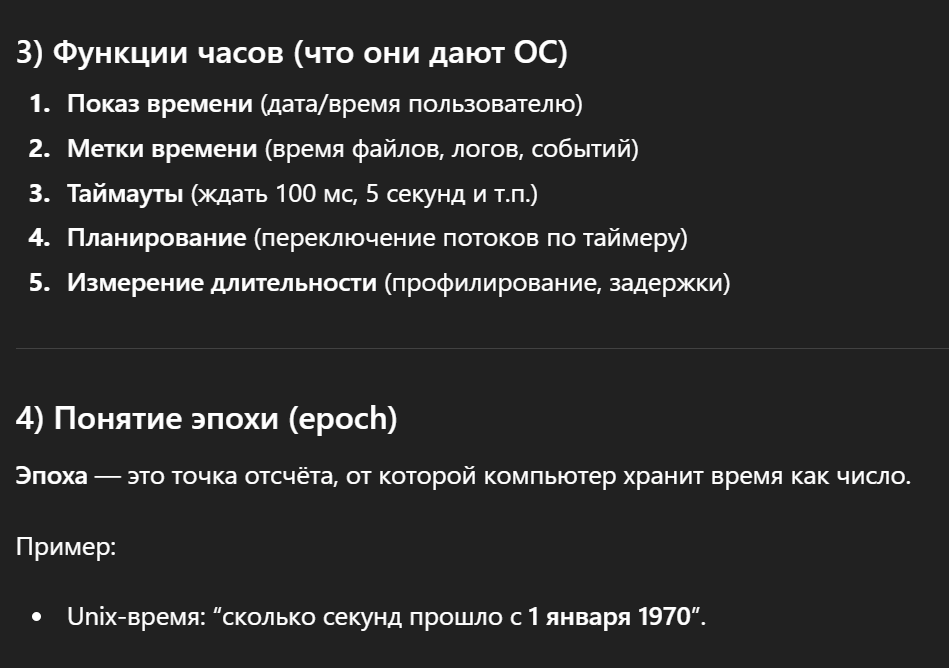 3) Функции часов (что они дают ОС)
1. Показ времени (дата/время пользователю)
2. Метки времени (время файлов, логов, событий)
3. Таймауты (ждать 100 мс, 5 секунд и т.п.)
4. Планирование (переключение потоков по таймеру)
5. Измерение длительности (профилирование, задержки)
4) Понятие эпохи (epoch)
Эпоха — это точка отсчёта, от которой компьютер хранит время как число.
Пример:
• Unix-время: “сколько секунд прошло с 1 января 1970”.